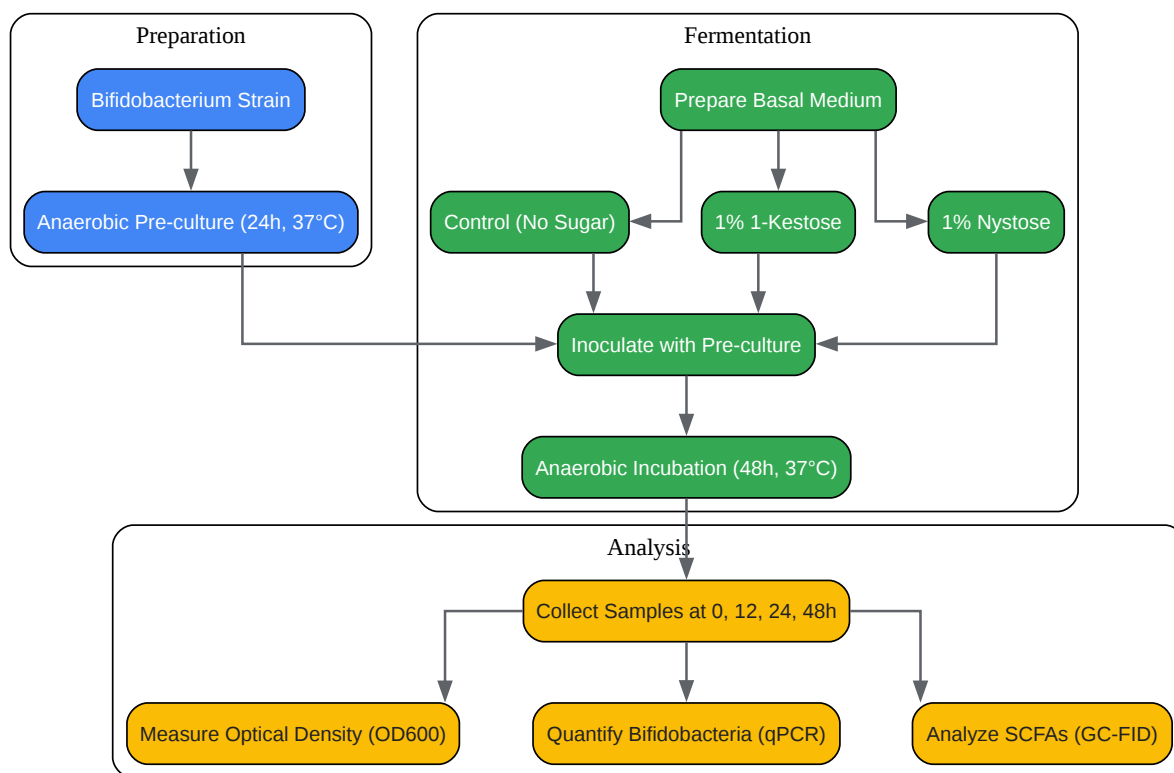 Preparation
Bifidobacterium Strain
Anaerobic Pre-culture (24h, 37°C)
Fermentation
Prepare Basal Medium
Control (No Sugar)
1% 1-Kestose
1% Nystose
Inoculate with Pre-culture
Anaerobic Incubation (48h, 37°C)
Analysis
Collect Samples at 0, 12, 24, 48h
Measure Optical Density (OD600)
Quantify Bifidobacteria (qPCR)
Analyze SCFAs (GC-FID)